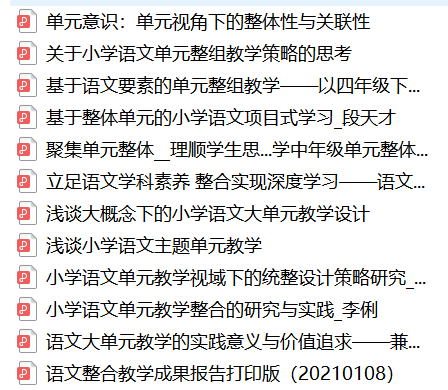 单元意识：单元视角下的整体性与关联性
关于小学语文单元整组教学策略的思考
基于语文要素的单元整组教学——以四年级下...
基于整体单元的小学语文项目式学习_段天才
聚集单元整体__理顺学生思...学中年级单元整体...
立足语文学科素养 整合实现深度学习——语文...
浅谈大概念下的小学语文大单元教学设计
浅谈小学语文主题单元教学
小学语文单元教学视域下的统整设计策略研究_...
小学语文单元教学整合的研究与实践_李俐
语文大单元教学的实践意义与价值追求——兼...
语文整合教学成果报告打印版（20210108）